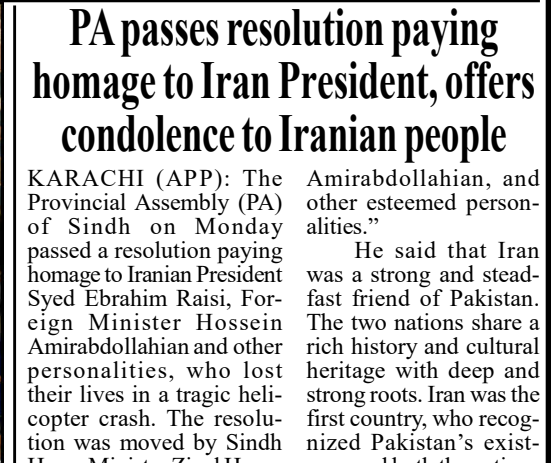 PA passes resolution paying
homage to Iran President, offers
condolence to Iranian people
KARACHI (APP): The
Provincial Assembly (PA)
of Sindh on Monday
passed a resolution paying
homage to Iranian President
Syed Ebrahim Raisi, For-
eign Minister Hossein
Amirabdollahian and other
personalities, who lost
their lives in a tragic heli-
copter crash. The resolu-
tion was moved by Sindh
Amirabdollahian, and
other esteemed person-
alities.”
He said that Iran
was a strong and stead-
fast friend of Pakistan.
The two nations share a
rich history and cultural
heritage with deep and
strong roots. Iran was the
first country, who recog-
nized Pakistan’s exist-